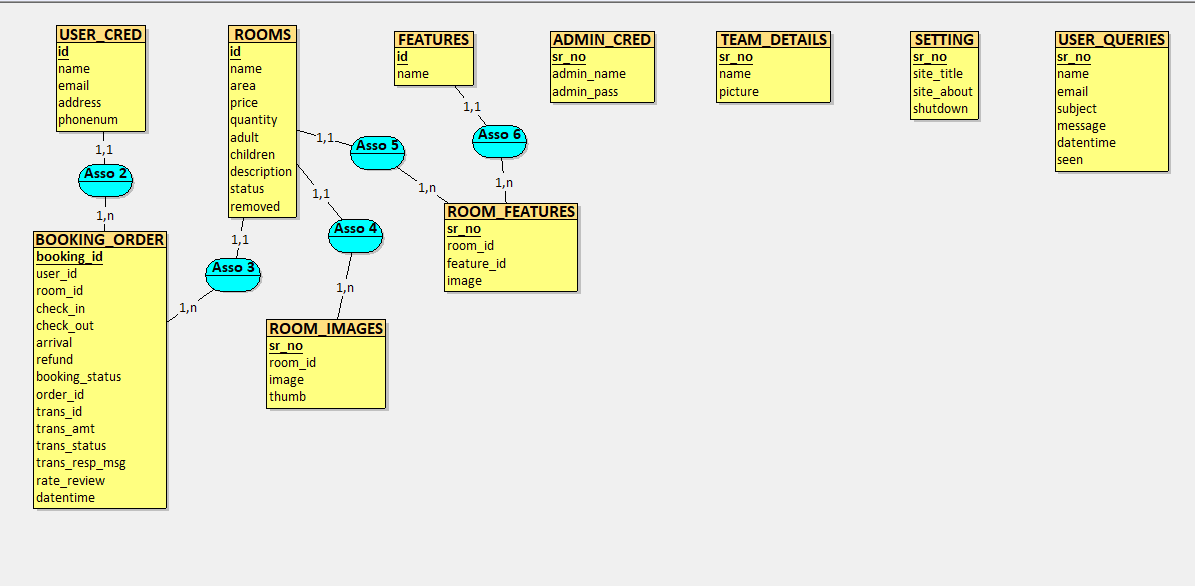 USER_CRED
id
name
email
address
phonenum
1,1
Asso 2
1,n
BOOKING_ORDER
booking_id
user_id
room_id
check_in
check_out
arrival
refund
booking_status
order_id
trans_id
trans_amt
trans_status
trans_resp_msg
rate_review
datentime
ROOMS
id
name
area
price
quantity
adult
children
description
status
removed
1,1
Asso 3
1,n
1,1
Asso 4
1,n
ROOM_IMAGES
sr_no
room_id
image
thumb
1,1
Asso 5
1,n
FEATURES
id
name
1,1
Asso 6
1,n
ROOM_FEATURES
sr_no
room_id
feature_id
image
ADMIN_CRED
sr_no
admin_name
admin_pass
TEAM_DETAILS
sr_no
name
picture
SETTING
sr_no
site_title
site_about
shutdown
USER_QUERIES
sr_no
name
email
subject
message
datentime
seen